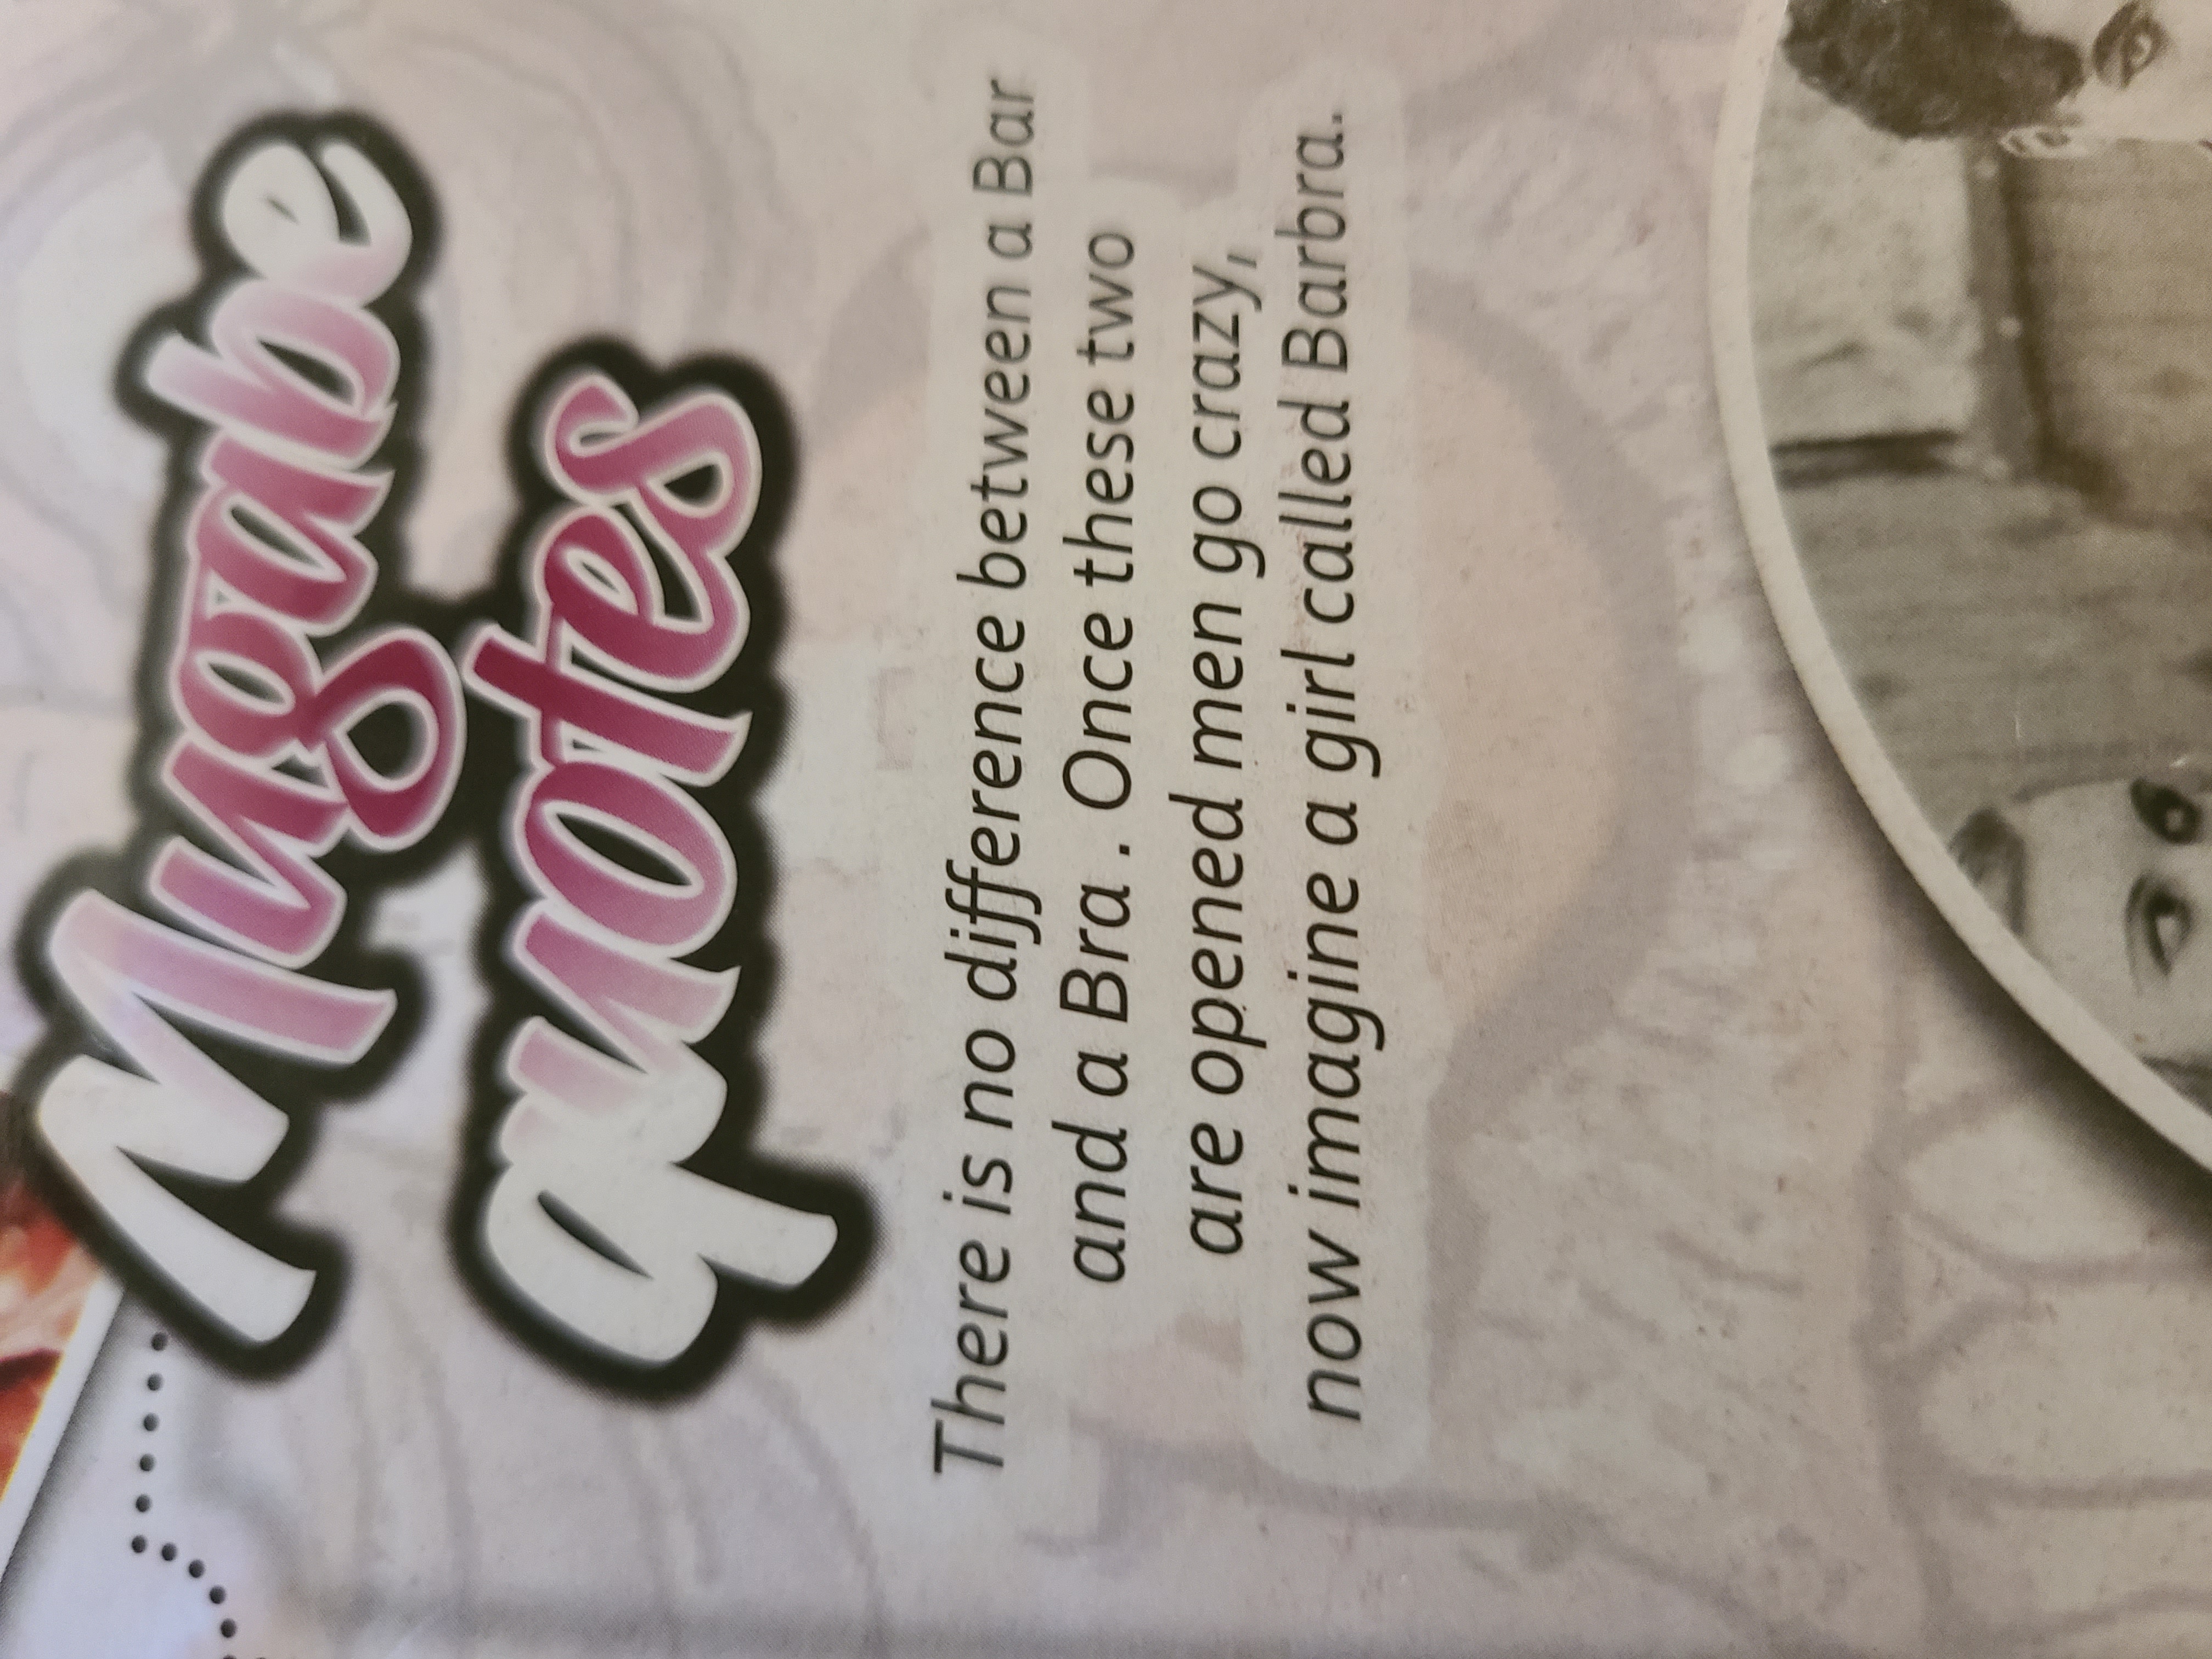 Mugabe
quotes
There is no difference between a Bar
and a Bra . Once these two
are opened men go crazy,
now imagine a girl called Barbra.